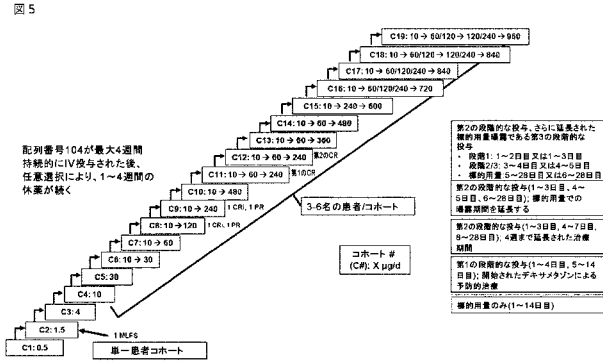 図5
C19: 10 → 60/120 → 120/240 → 960
C18: 10 → 60/120 → 120/240 → 840
C17: 10 → 60/120/240 → 840
C16: 10 → 60/120/240 → 720
C15: 10 → 240 → 600
C14: 10 → 60 → 480
C13: 10 → 60 → 360
C12: 10 → 60 → 240 第2のCR
C11: 10 → 60 → 240 第1のCR
C10: 10 → 480
C9: 10 → 240 1 CRi, 1 PR
C8: 10 → 120 1 CRi, 1 PR
C7: 10 → 60
C6: 10 → 30
C5: 30
C4: 10
C3: 4
C2: 1.5
C1: 0.5
1 MLFS
単一患者コホート
配列番号104が最大4週間
持続的にIV投与された後、
任意選択により、1~4週間の
休薬が続く
3-6名の患者/コホート
コホート #
(C#): X μg/d
第2の段階的な投与、さらに延長された
標的用量曝露である第3の段階的な
投与
・ 段階1: 1~2日目又は1~3日目
・ 段階2/3: 3~4日目又は4~5日目
・ 標的用量: 5~28日目又は6~28日目
第2の段階的な投与(1~3日目、4~
5日目、6~28日目); 標的用量での
曝露期間を延長する
第2の段階的な投与(1~3日目、4~7日目、
8~28日目); 4週まで延長された治療
期間
第1の段階的な投与(1~4日目、5~14
日目); 開始されたデキサメタゾンによる
予防的治療
標的用量のみ(1~14日目)